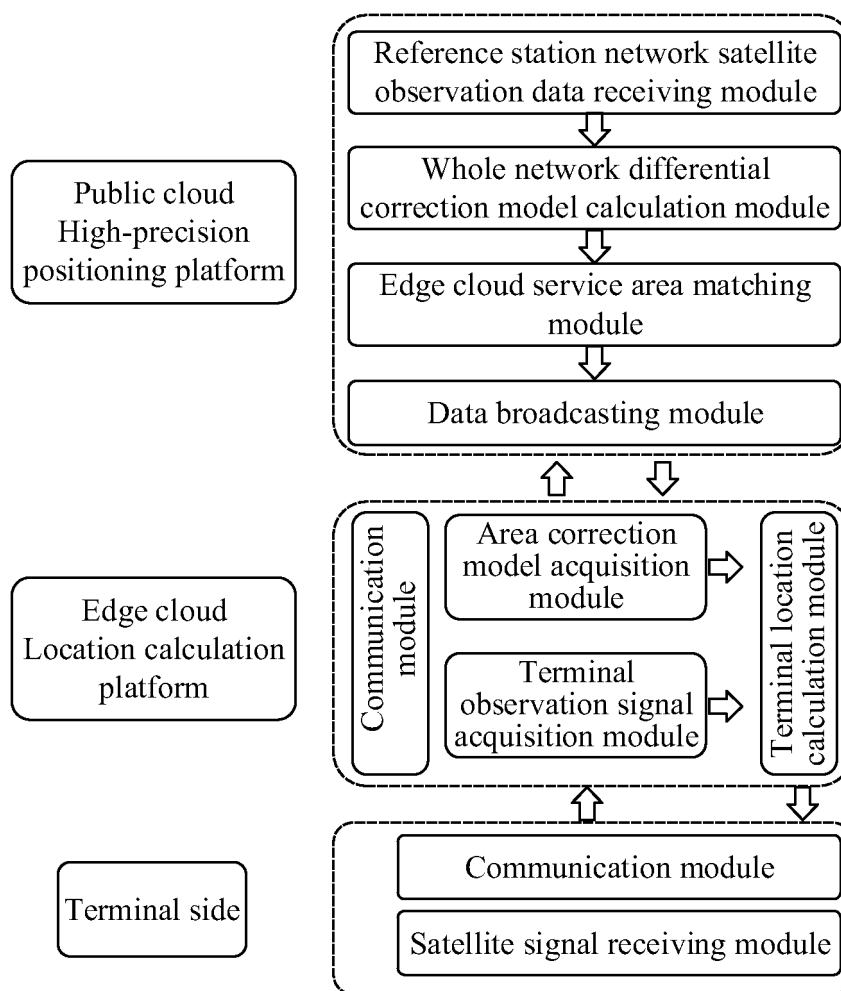 Reference station network satellite
observation data receiving module
Whole network differential
correction model calculation module
Edge cloud service area matching
module
Data broadcasting module
Public cloud
High-precision
positioning platform
Communication
module
Area correction
model acquisition
module
Terminal
observation signal
acquisition module
Terminal location
calculation module
Edge cloud
Location calculation
platform
Communication module
Satellite signal receiving module
Terminal side